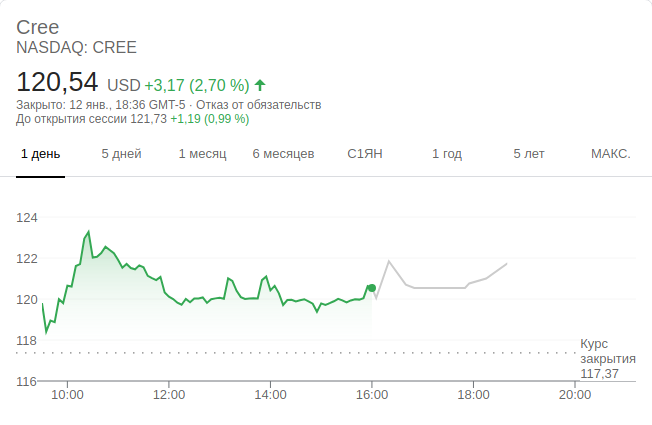 Cree
NASDAQ: CREE
120,54 USD +3,17 (2,70 %)
Закрыто: 12 янв., 18:36 GMT-5 · Отказ от обязательств
До открытия сессии 121,73 +1,19 (0,99 %)
1 день 5 дней 1 месяц 6 месяцев С1ЯН 1 год 5 лет МАКС.
124
122
120
118
Курс
закрытия
117,37
116
10:00 12:00 14:00 16:00 18:00 20:00